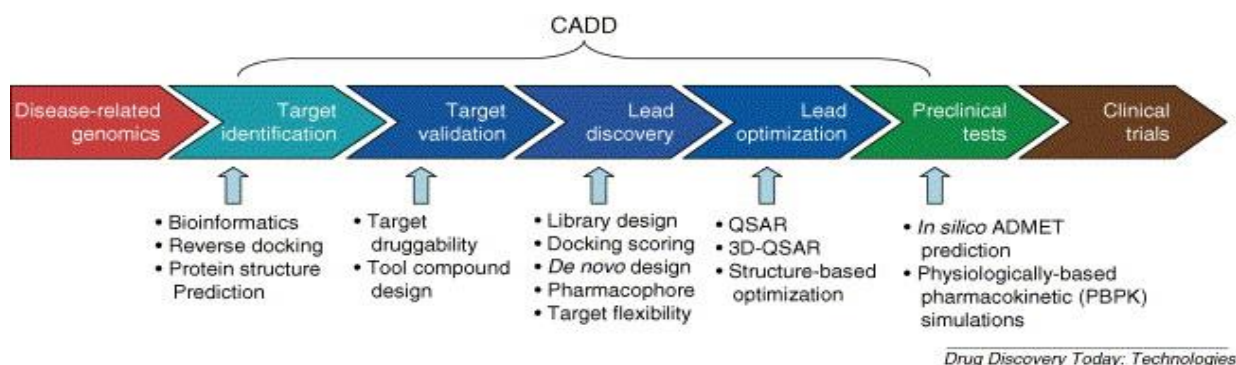 CADD
Disease-related
genomics
Target
identification
Target
validation
Lead
discovery
Lead
optimization
Preclinical
tests
Clinical
trials
• Bioinformatics
• Reverse docking
• Protein structure
Prediction
• Target
druggability
• Tool compound
design
• Library design
• Docking scoring
• De novo design
• Pharmacophore
• Target flexibility
• QSAR
• 3D-QSAR
• Structure-based
optimization
• In silico ADMET
prediction
• Physiologically-based
pharmacokinetic (PBPK)
simulations
Drug Discovery Today: Technologies